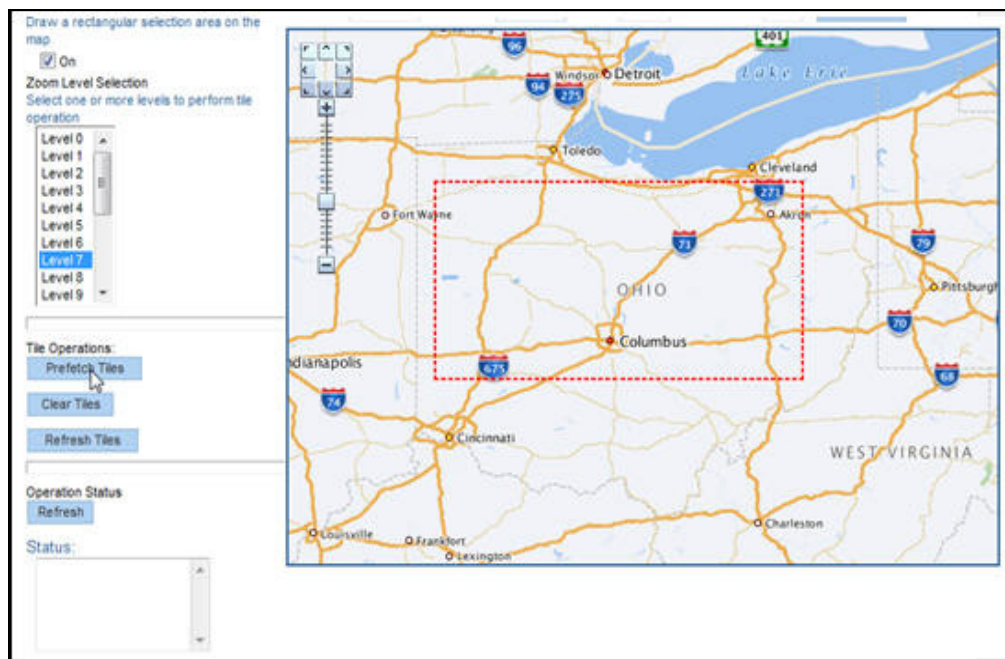 Draw a rectangular selection area on the
map
On
Zoom Level Selection
Select one or more levels to perform tile
operation
Level 0
Level 1
Level 2
Level 3
Level 4
Level 5
Level 6
Level 7
Level 8
Level 9
Tile Operations:
Prefetch Tiles
Clear Tiles
Refresh Tiles
Operation Status
Refresh
Status:
401
96
Windsor
Detroit
Lake Erie
94
275
Toledo
Cleveland
271
Fort Wayne
Akron
71
79
OHIO
Pittsburgh
70
Columbus
ndianapolis
675
68
74
Cincinnati
WEST VIRGINIA
Charleston
Louisville
Frankfort
Lexington